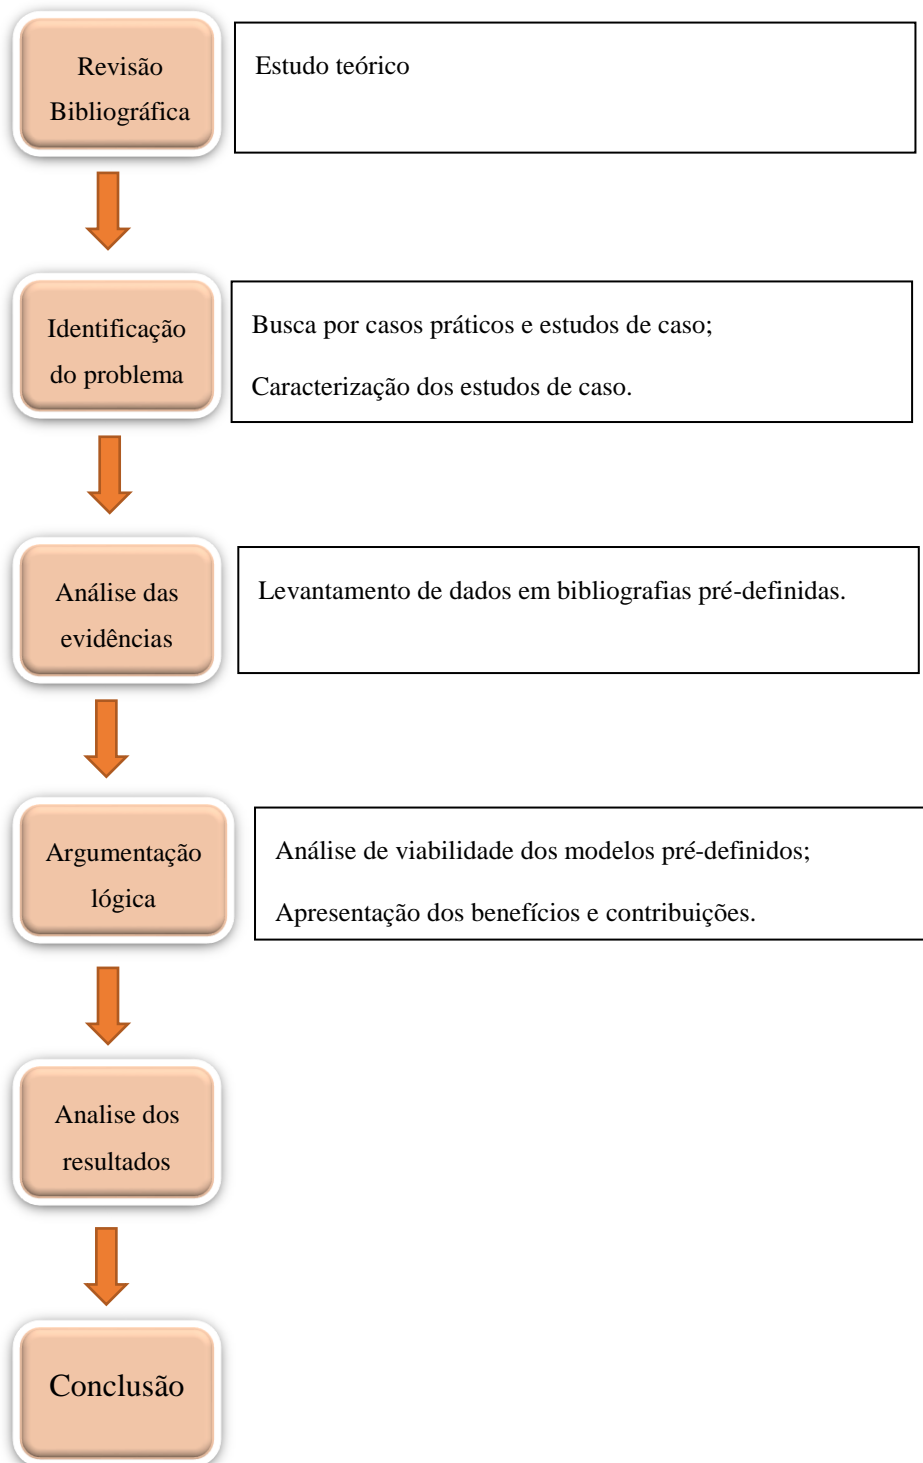 Revisão
Bibliográfica
Estudo teórico
Identificação
do problema
Busca por casos práticos e estudos de caso;
Caracterização dos estudos de caso.
Análise das
evidências
Levantamento de dados em bibliografias pré-definidas.
Argumentação
lógica
Análise de viabilidade dos modelos pré-definidos;
Apresentação dos benefícios e contribuições.
Analise dos
resultados
Conclusão